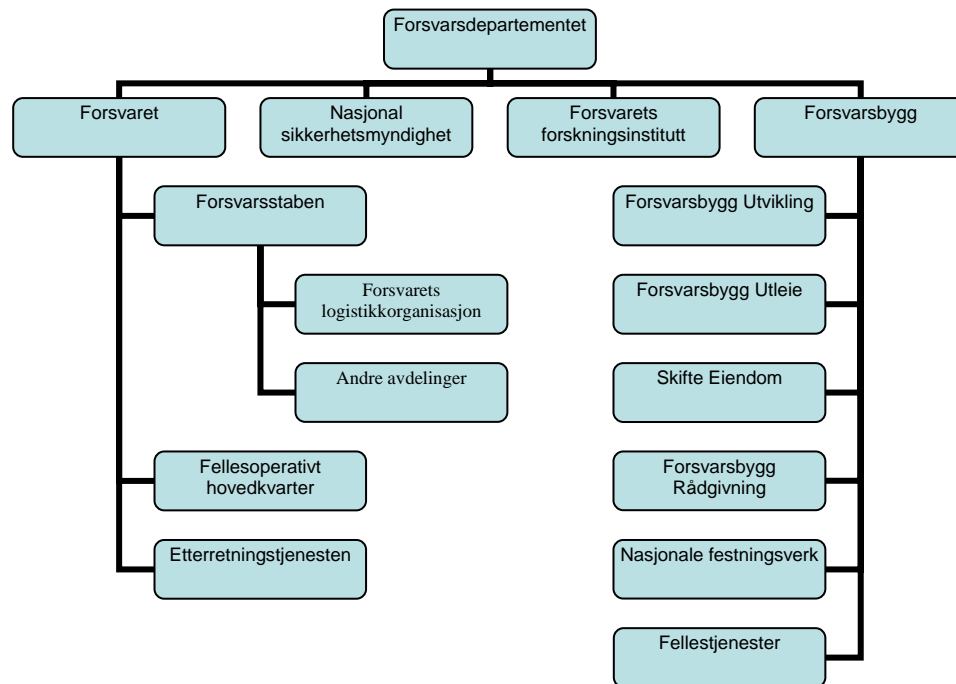 Forsvarsdepartementet
Forsvaret
Nasjonal
sikkerhetsmyndighet
Forsvarets
forskningsinstitutt
Forsvarsbygg
Forsvarsstaben
Forsvarets
logistikkorganisasjon
Andre avdelinger
Fellesoperativt
hovedkvarter
Etterretningstjenesten
Forsvarsbygg Utvikling
Forsvarsbygg Utleie
Skifte Eiendom
Forsvarsbygg
Rådgivning
Nasjonale festningsverk
Fellestjenester